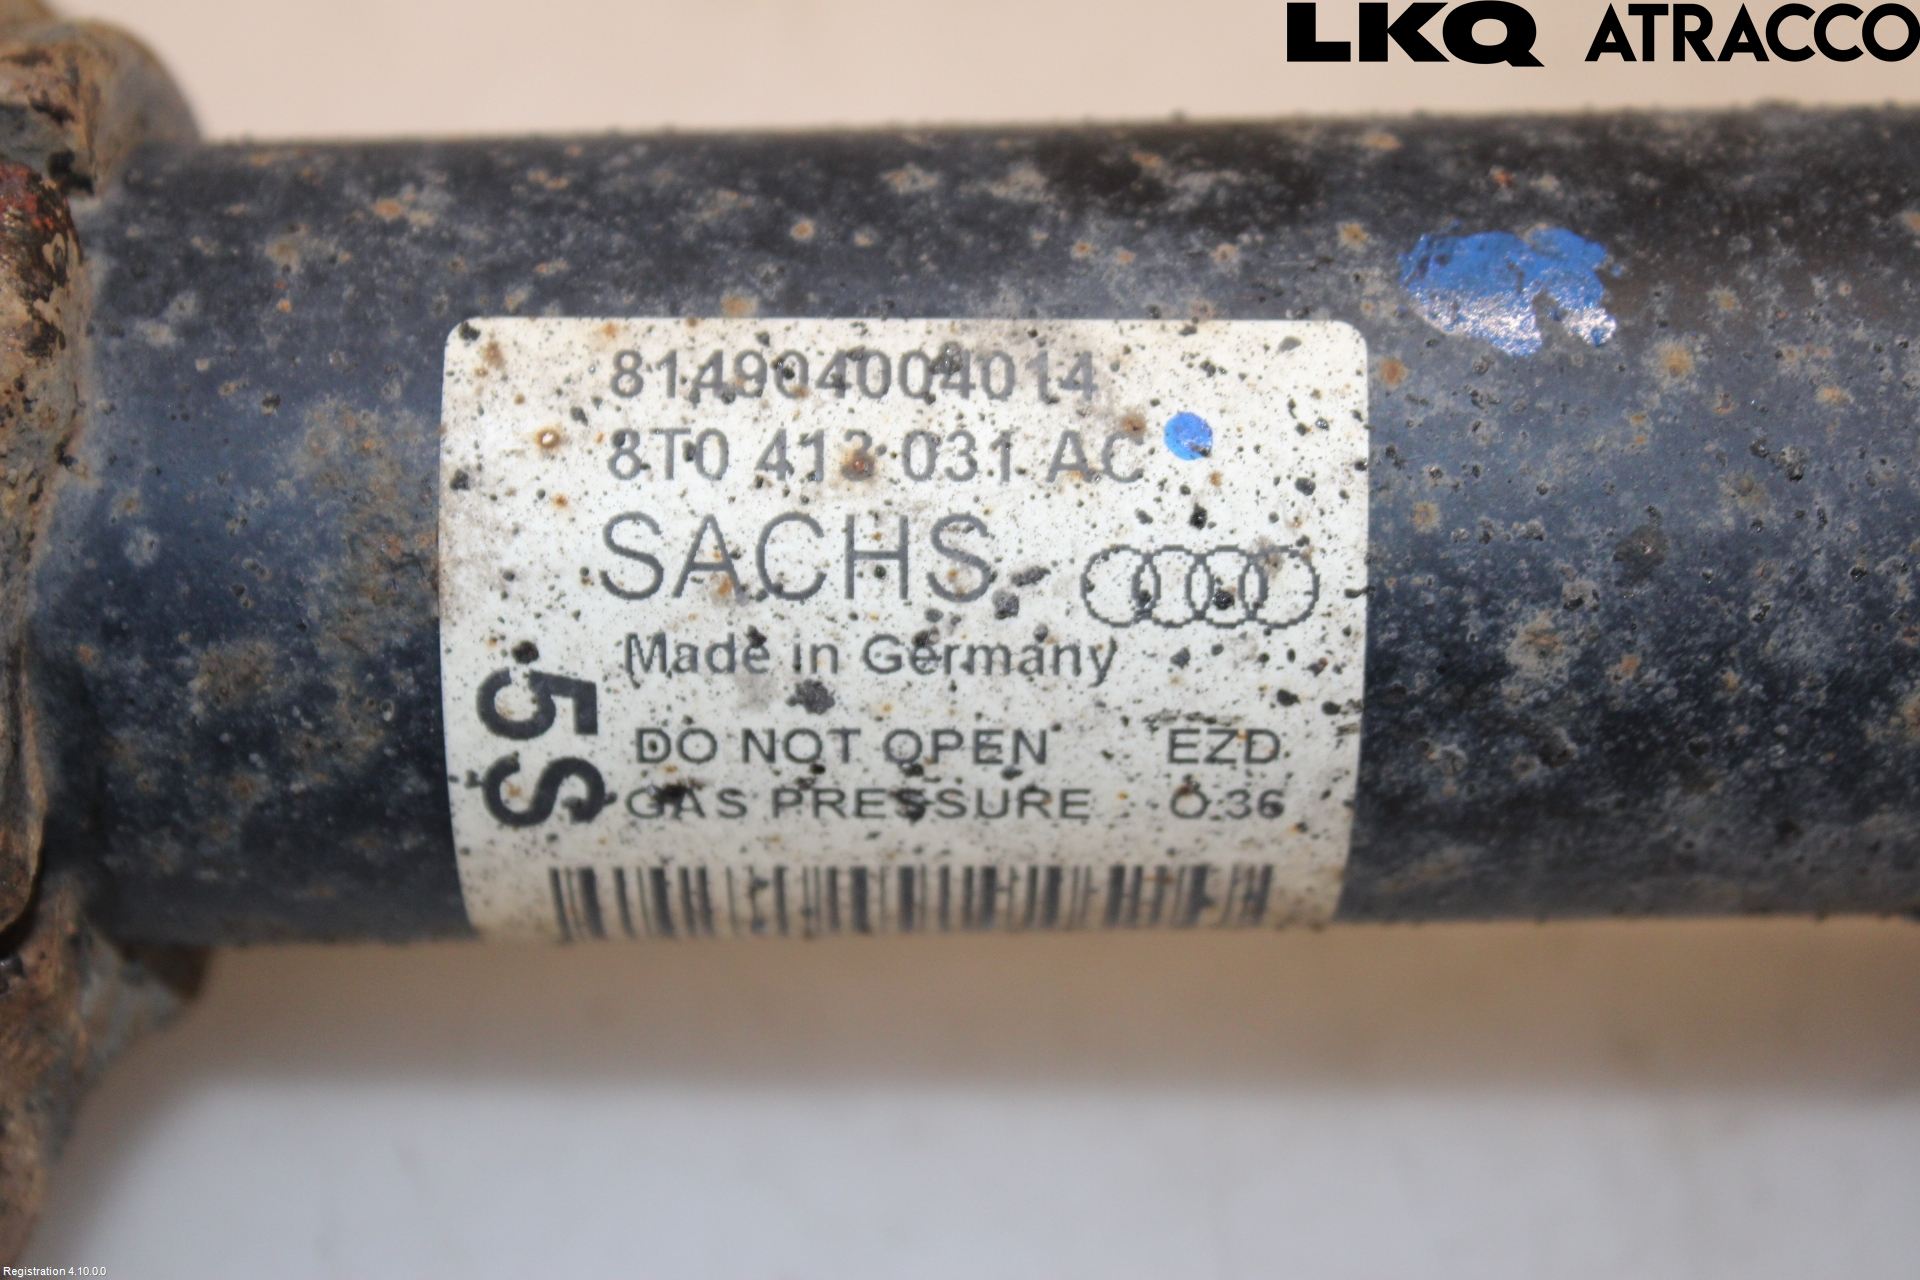 LKQ ATRACCO
814904004014
8T0 413 031 AC
SACHS
Made in Germany
5S
DO NOT OPEN EZD
GAS PRESSURE O.36
Registration 4.10.0.0